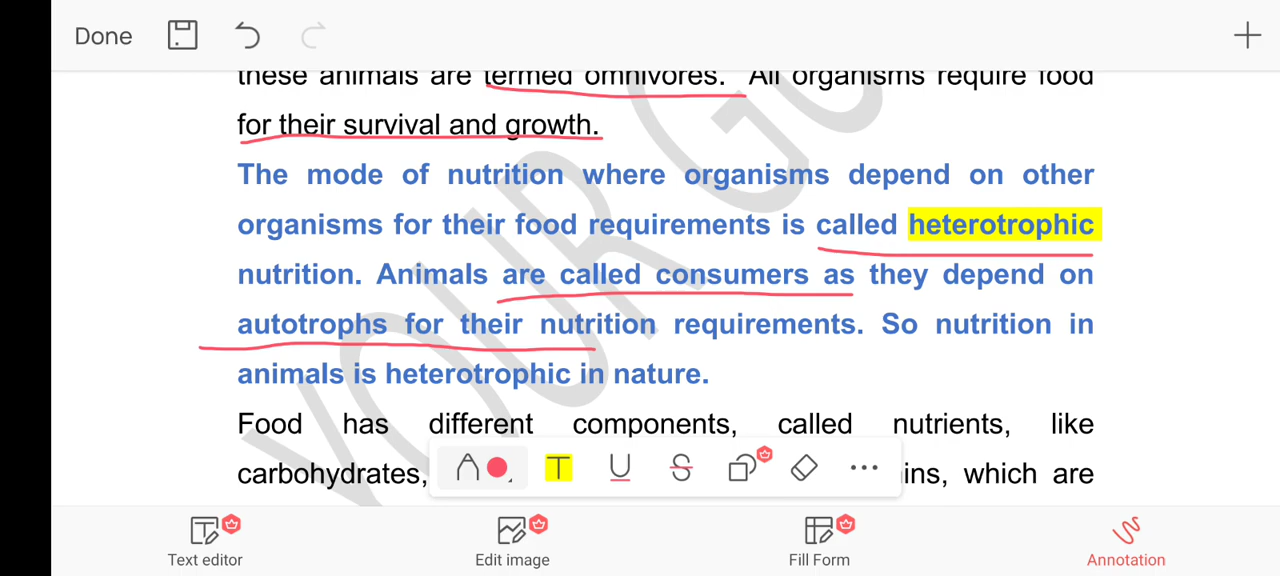 Done
these animals are termed omnivores. All organisms require food
for their survival and growth.
The mode of nutrition where organisms depend on other
organisms for their food requirements is called heterotrophic
nutrition. Animals are called consumers as they depend on
autotrophs for their nutrition requirements. So nutrition in
animals is heterotrophic in nature.
Food has different components, called nutrients, like
carbohydrates, ins, which are
YOUR GU
Text editor
Edit image
Fill Form
Annotation